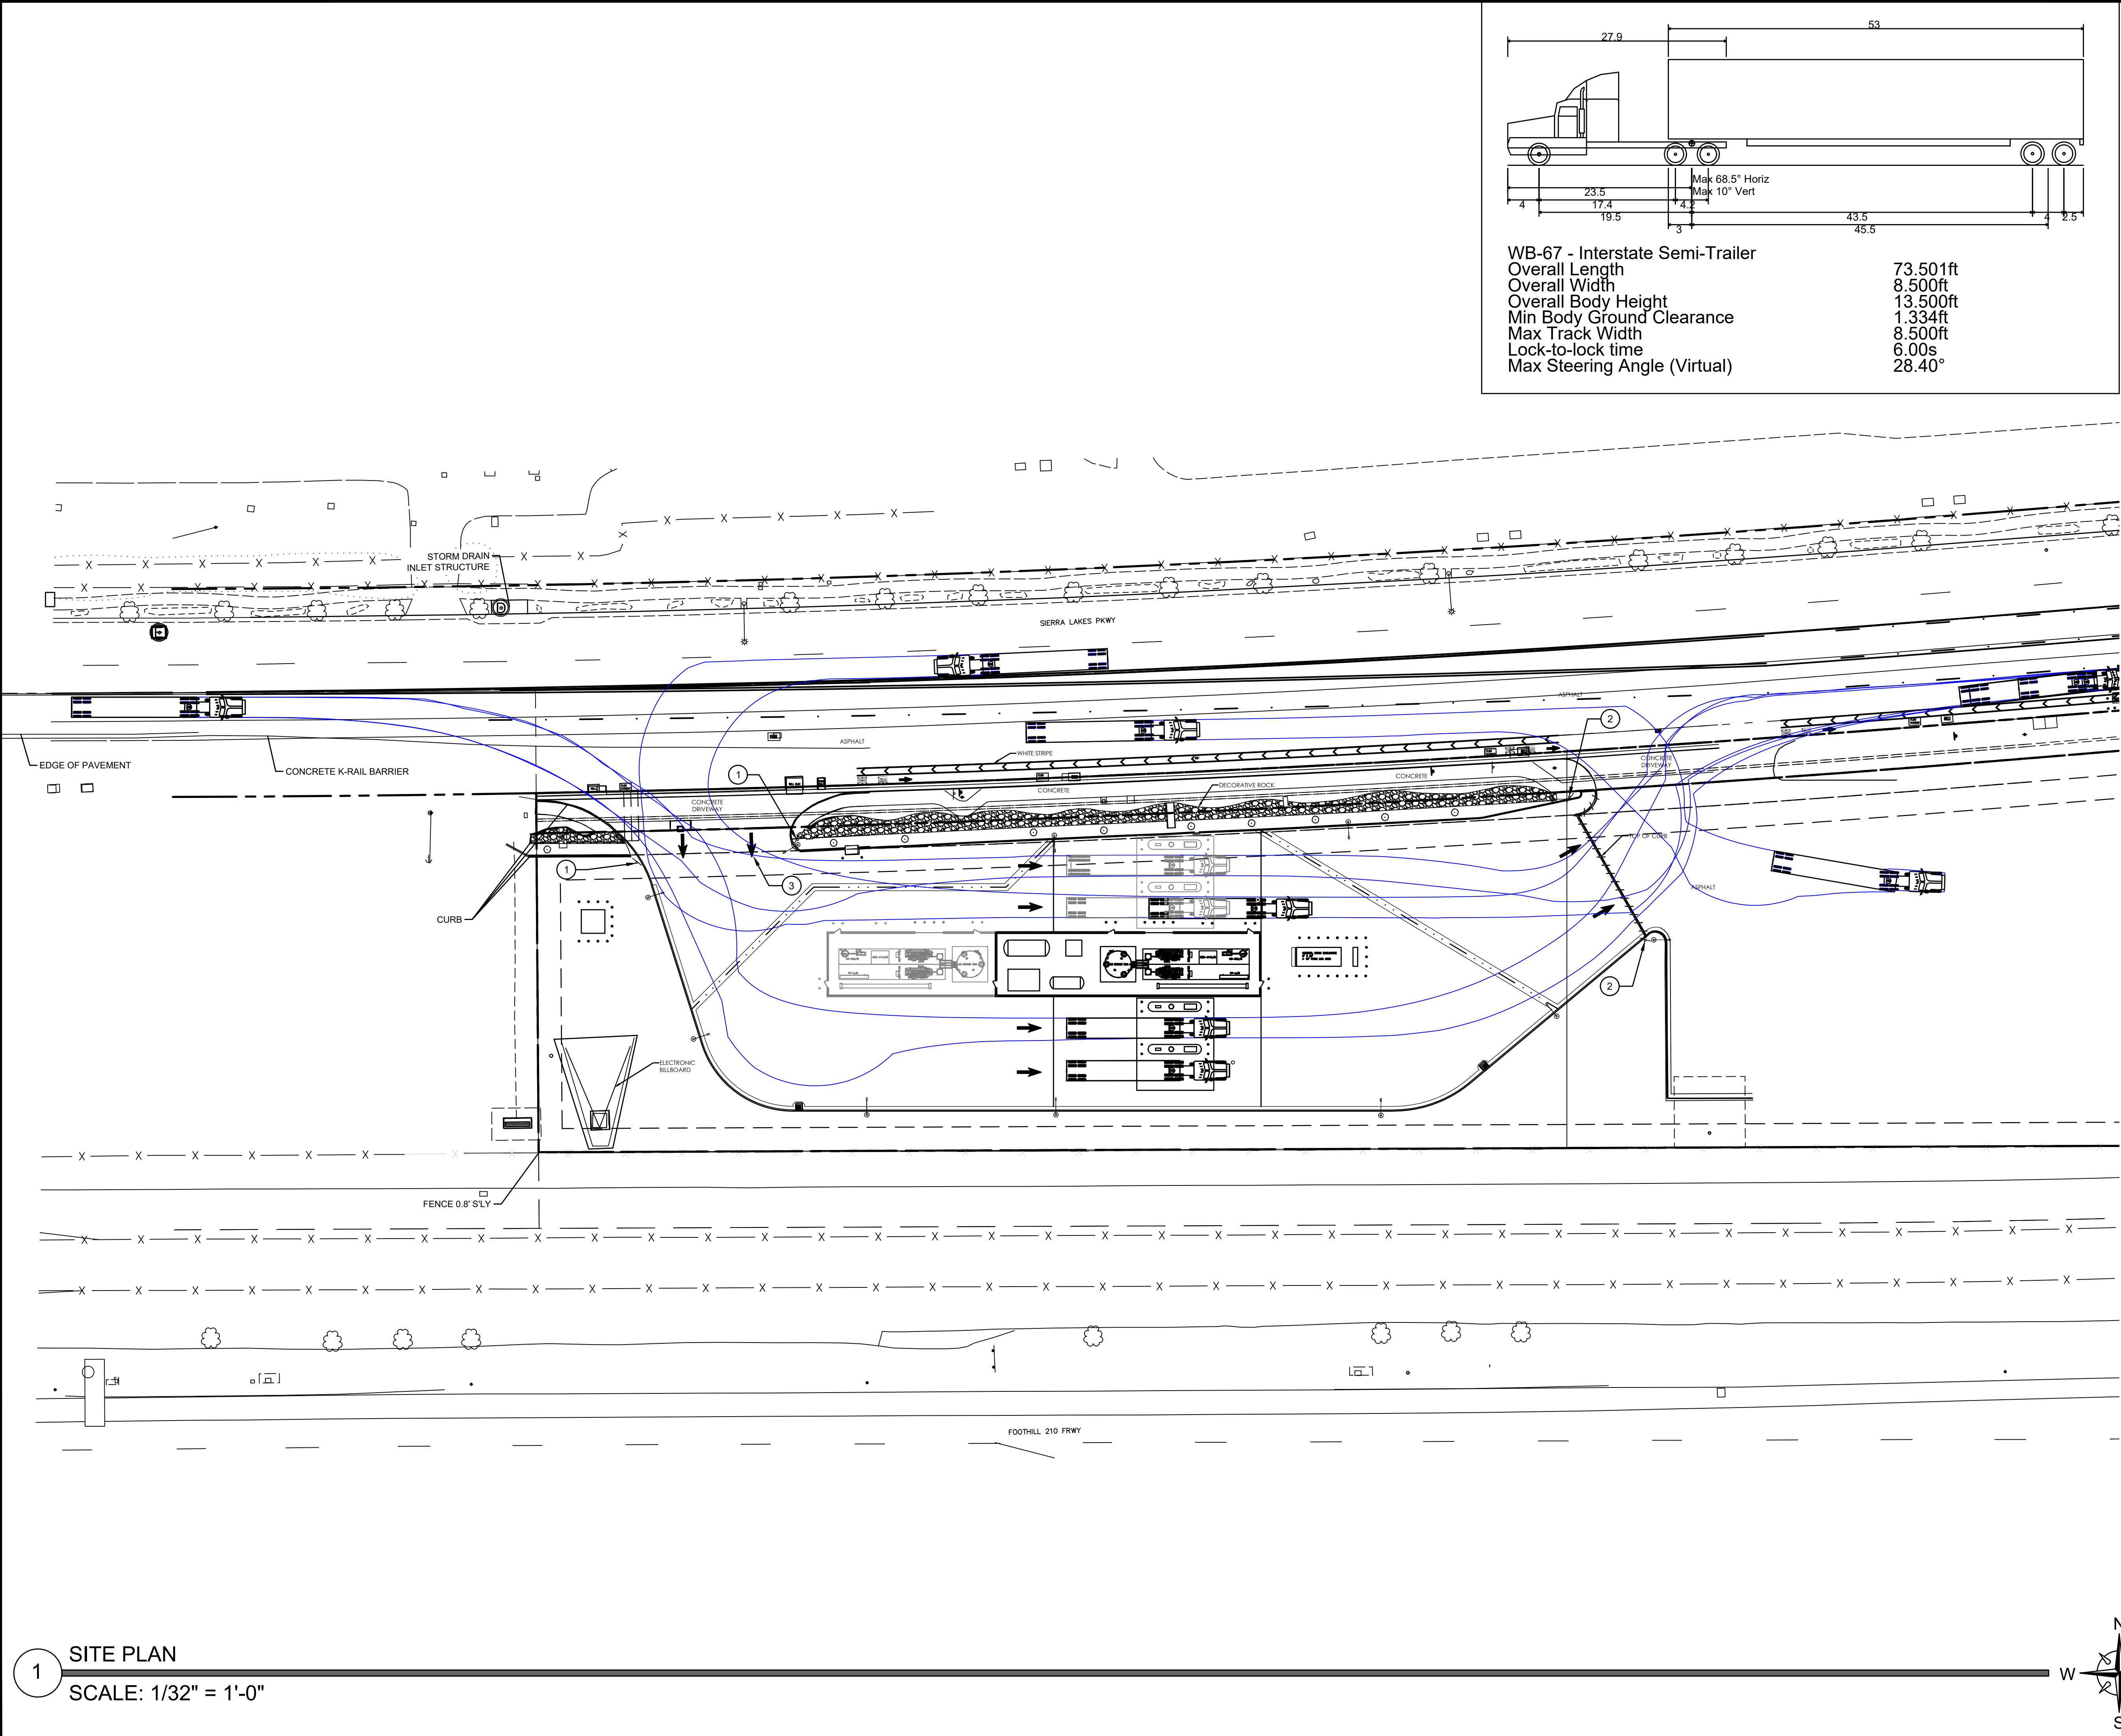 53
27.9
Max 68.5° Horiz
Max 10° Vert
23.5
4
17.4
4.2
19.5
43.5
4
2.5
3
45.5
WB-67 - Interstate Semi-Trailer
Overall Length 73.501ft
Overall Width 8.500ft
Overall Body Height 13.500ft
Min Body Ground Clearance 1.334ft
Max Track Width 8.500ft
Lock-to-lock time 6.00s
Max Steering Angle (Virtual) 28.40°
STORM DRAIN
INLET STRUCTURE
SIERRA LAKES PKWY
ASPHALT
2
ASPHALT
EDGE OF PAVEMENT
CONCRETE K-RAIL BARRIER
WHITE STRIPE
1
CONCRETE
DRIVEWAY
CONCRETE
DECORATIVE ROCK
CONCRETE
CONCRETE
DRIVEWAY
TOP OF CURB
1
3
ASPHALT
CURB
2
ELECTRONIC
BILLBOARD
FENCE 0.8' S'LY
FOOTHILL 210 FRWY
1
SITE PLAN
SCALE: 1/32" = 1'-0"
N
W
S